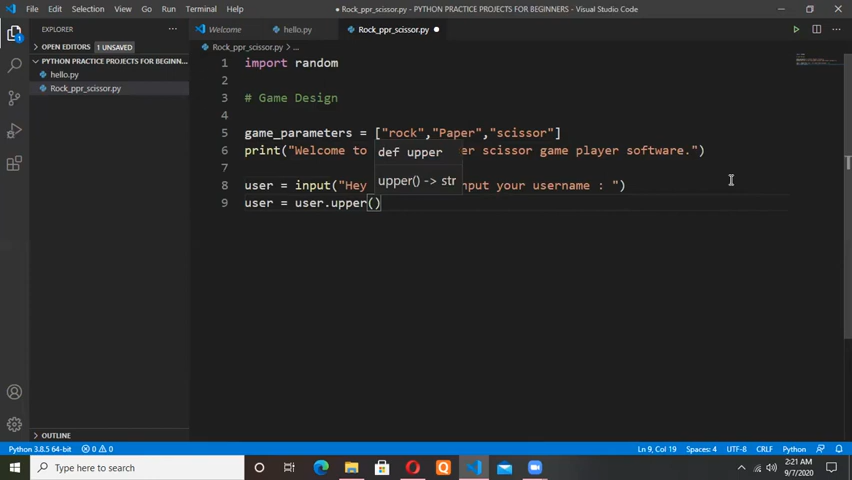 File Edit Selection View Go Run Terminal Help
Rock_ppr_scissor.py - PYTHON PRACTICE PROJECTS FOR BEGINNERS - Visual Studio Code
EXPLORER
OPEN EDITORS 1 UNSAVED
PYTHON PRACTICE PROJECTS FOR BEGINNE...
hello.py
Rock_ppr_scissor.py
Welcome hello.py Rock_ppr_scissor.py
Rock_ppr_scissor.py > ...
1 import random
2
3 # Game Design
4
5 game_parameters = ["rock","Paper","scissor"]
6 print("Welcome to er scissor game player software.")
7
8 user = input("Hey nput your username : ")
9 user = user.upper()
def upper
upper() -> str
OUTLINE
Python 3.8.5 64-bit 0 0 Ln 9, Col 19 Spaces: 4 UTF-8 CRLF Python
Type here to search
2:21 AM
9/7/2020